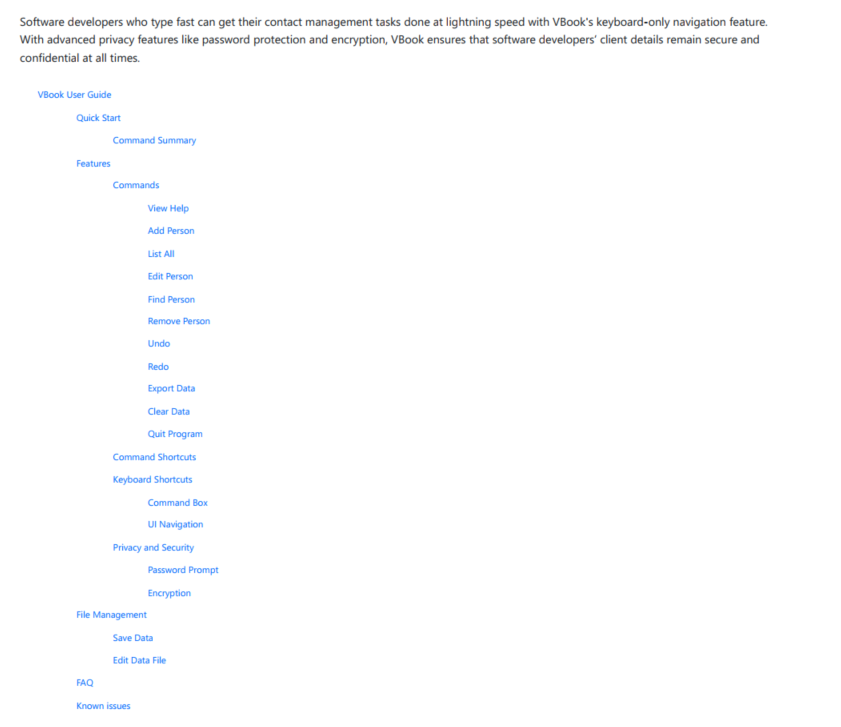 Software developers who type fast can get their contact management tasks done at lightning speed with VBook's keyboard-only navigation feature.
With advanced privacy features like password protection and encryption, VBook ensures that software developers' client details remain secure and
confidential at all times.
VBook User Guide
Quick Start
Command Summary
Features
Commands
View Help
Add Person
List All
Edit Person
Find Person
Remove Person
Undo
Redo
Export Data
Clear Data
Quit Program
Command Shortcuts
Keyboard Shortcuts
Command Box
UI Navigation
Privacy and Security
Password Prompt
Encryption
File Management
Save Data
Edit Data File
FAQ
Known issues